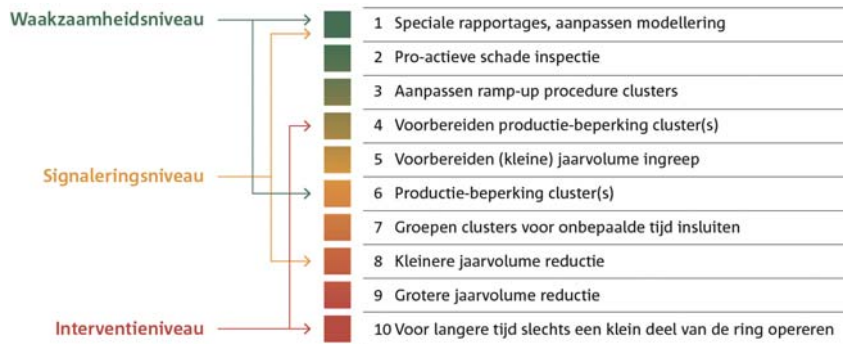 Waakzaamheidsniveau
1 Speciale rapportages, aanpassen modellering
2 Pro-actieve schade inspectie
3 Aanpassen ramp-up procedure clusters
4 Voorbereiden productie-beperking cluster(s)
5 Voorbereiden (kleine) jaarvolume ingreep
Signaleringsniveau
6 Productie-beperking cluster(s)
7 Groepen clusters voor onbepaalde tijd insluiten
8 Kleinere jaarvolume reductie
9 Grotere jaarvolume reductie
Interventieniveau
10 Voor langere tijd slechts een klein deel van de ring opereren